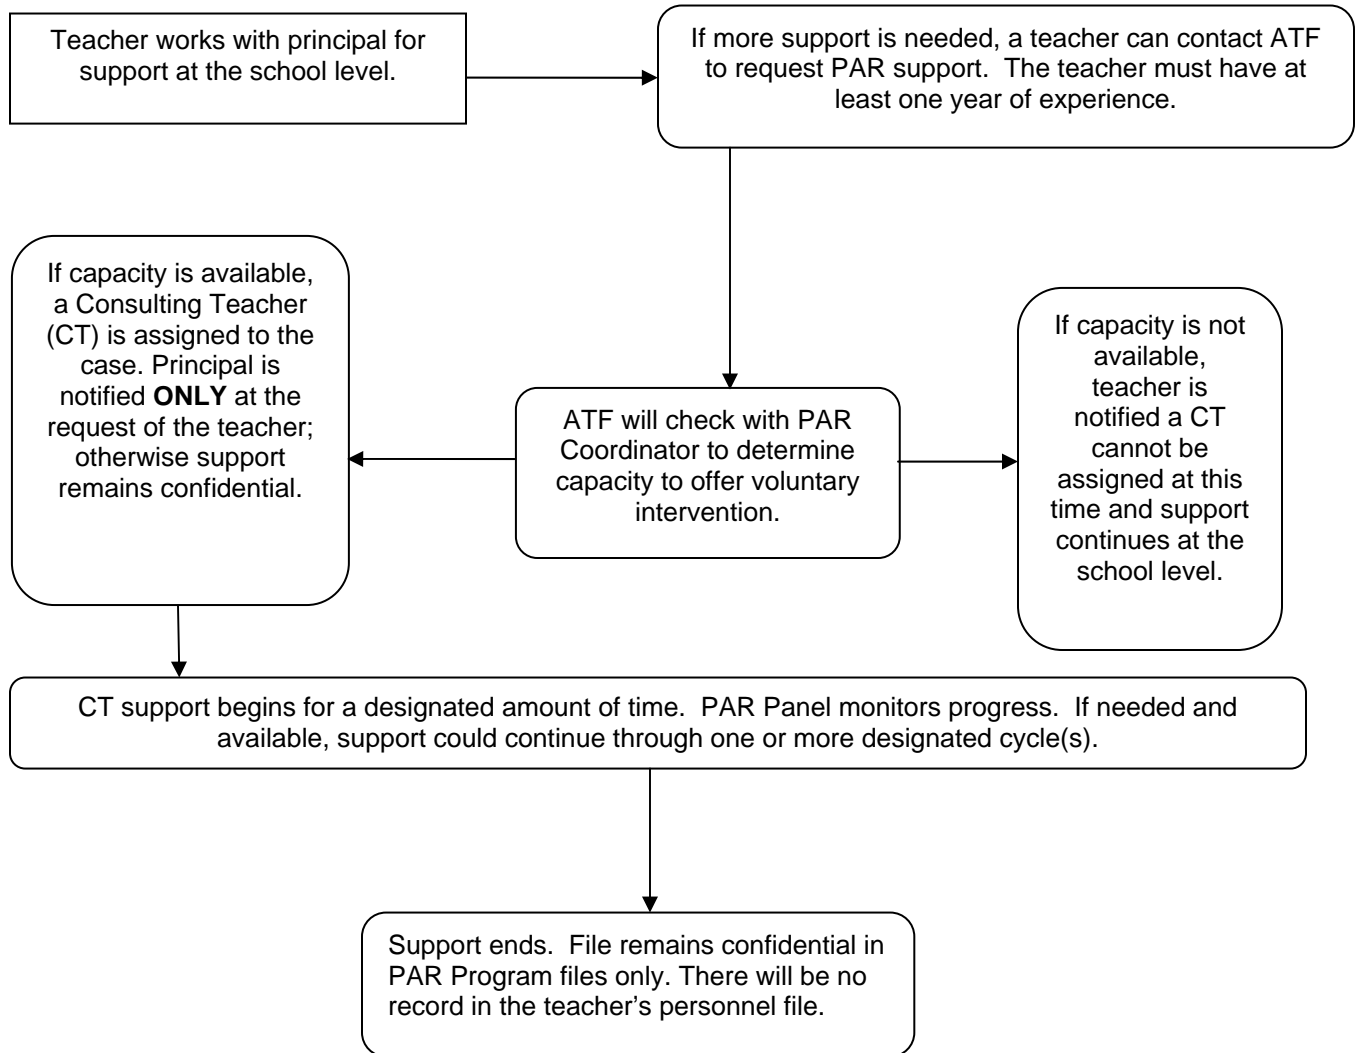 Teacher works with principal for
support at the school level.
If more support is needed, a teacher can contact ATF
to request PAR support.  The teacher must have at
least one year of experience.
If capacity is available,
a Consulting Teacher
(CT) is assigned to the
case. Principal is
notified ONLY at the
request of the teacher;
otherwise support
remains confidential.
ATF will check with PAR
Coordinator to determine
capacity to offer voluntary
intervention.
If capacity is not
available,
teacher is
notified a CT
cannot be
assigned at this
time and support
continues at the
school level.
CT support begins for a designated amount of time.  PAR Panel monitors progress.  If needed and
available, support could continue through one or more designated cycle(s).
Support ends.  File remains confidential in
PAR Program files only. There will be no
record in the teacher’s personnel file.